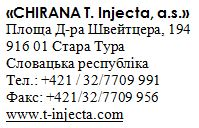 «CHIRANA T. Injecta, a.s.»
Площа Д-ра Швейтцера, 194
916 01 Стара Тура
Словацька республіка
Тел.: +421 / 32/7709 991
Факс: +421/32/7709 956
www.t-injecta.com